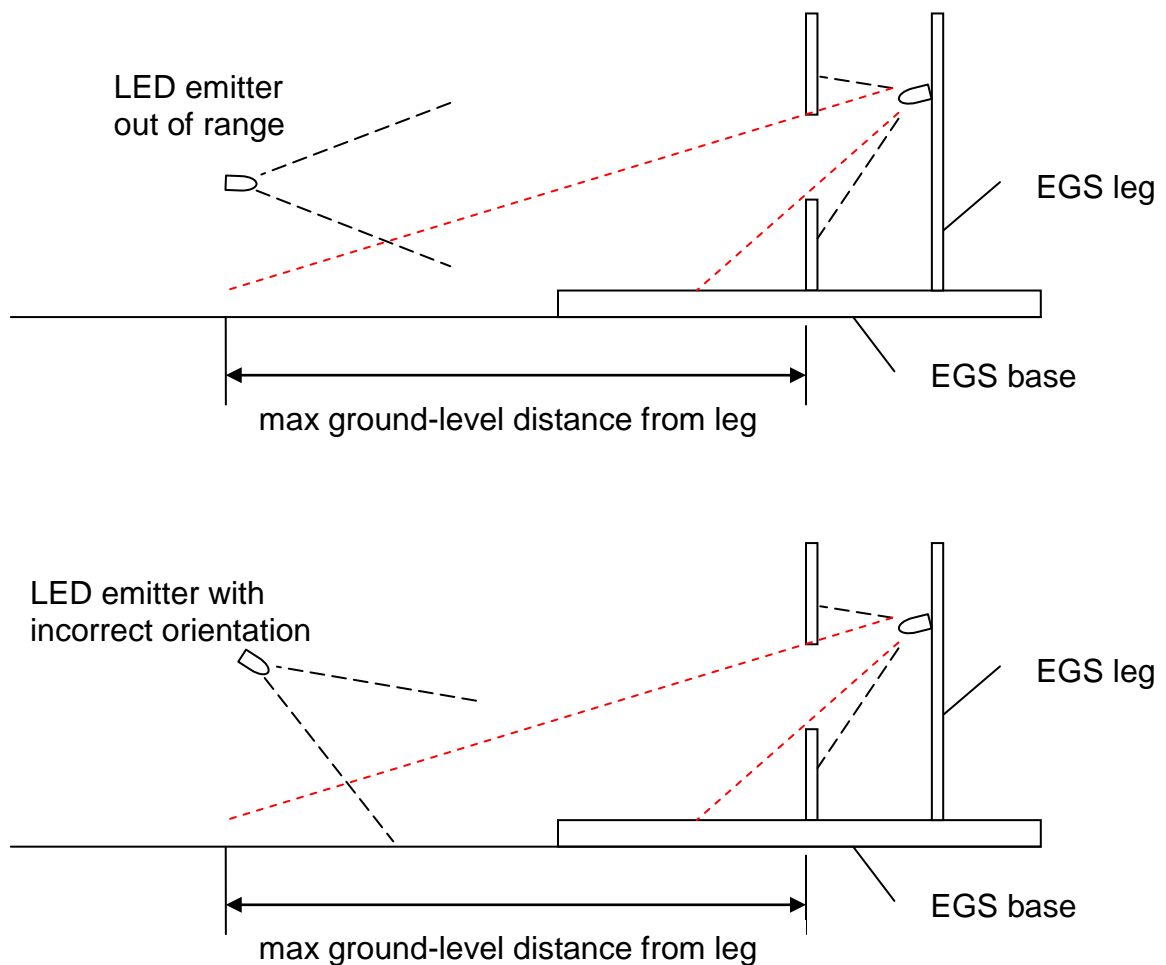 LED emitter
out of range
EGS leg
EGS base
max ground-level distance from leg
LED emitter with
incorrect orientation
EGS leg
EGS base
max ground-level distance from leg